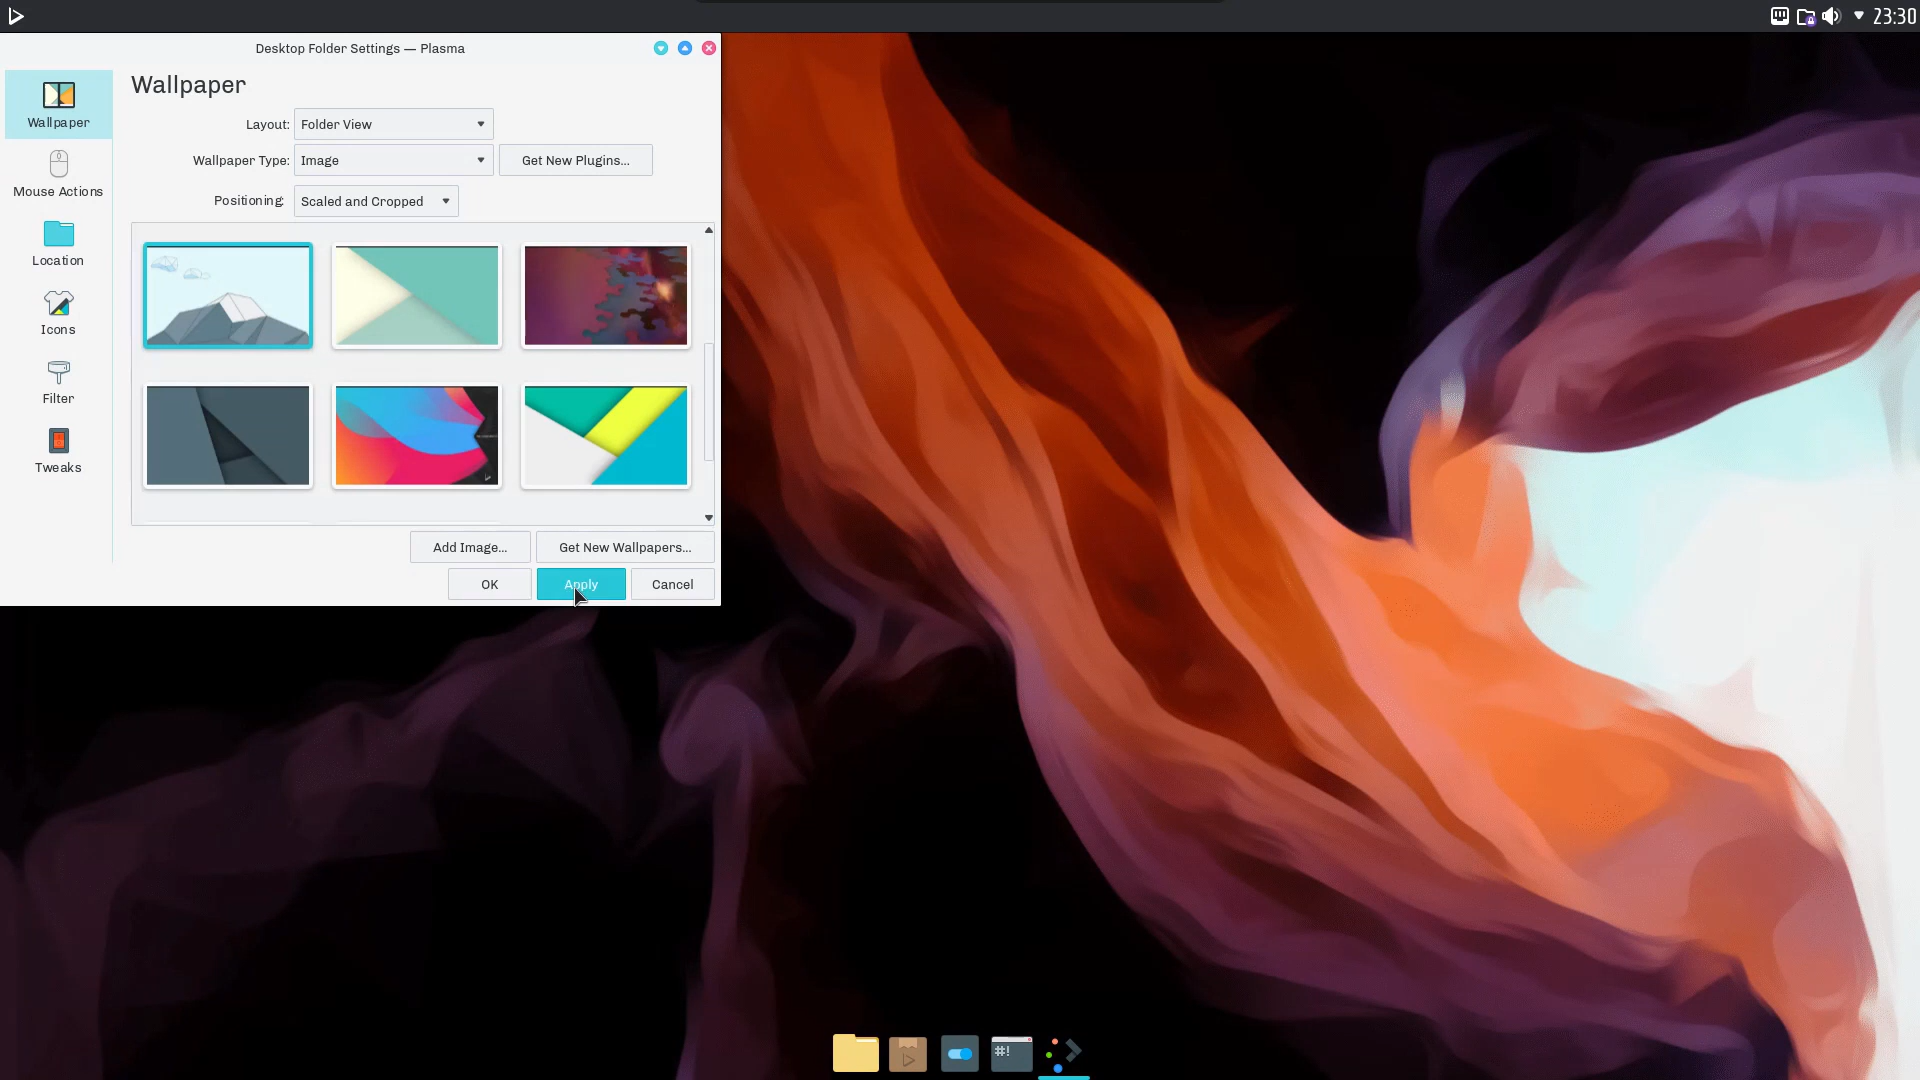 23:30
Desktop Folder Settings — Plasma
Wallpaper
Wallpaper
Layout: Folder View
Wallpaper Type: Image Get New Plugins...
Mouse Actions
Positioning: Scaled and Cropped
Location
Icons
Filter
Tweaks
Add Image... Get New Wallpapers...
OK Apply Cancel
#!